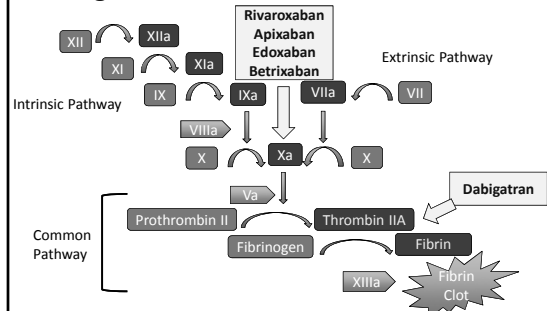 Rivaroxaban
Apixaban
Edoxaban
Betrixaban
XII
XIIa
XI
XIa
Extrinsic Pathway
IX
IXa
VIIa
VII
Intrinsic Pathway
VIIIa
X
Xa
X
Va
Dabigatran
Prothrombin II
Thrombin IIA
Common
Pathway
Fibrinogen
Fibrin
XIIIa
Fibrin
Clot